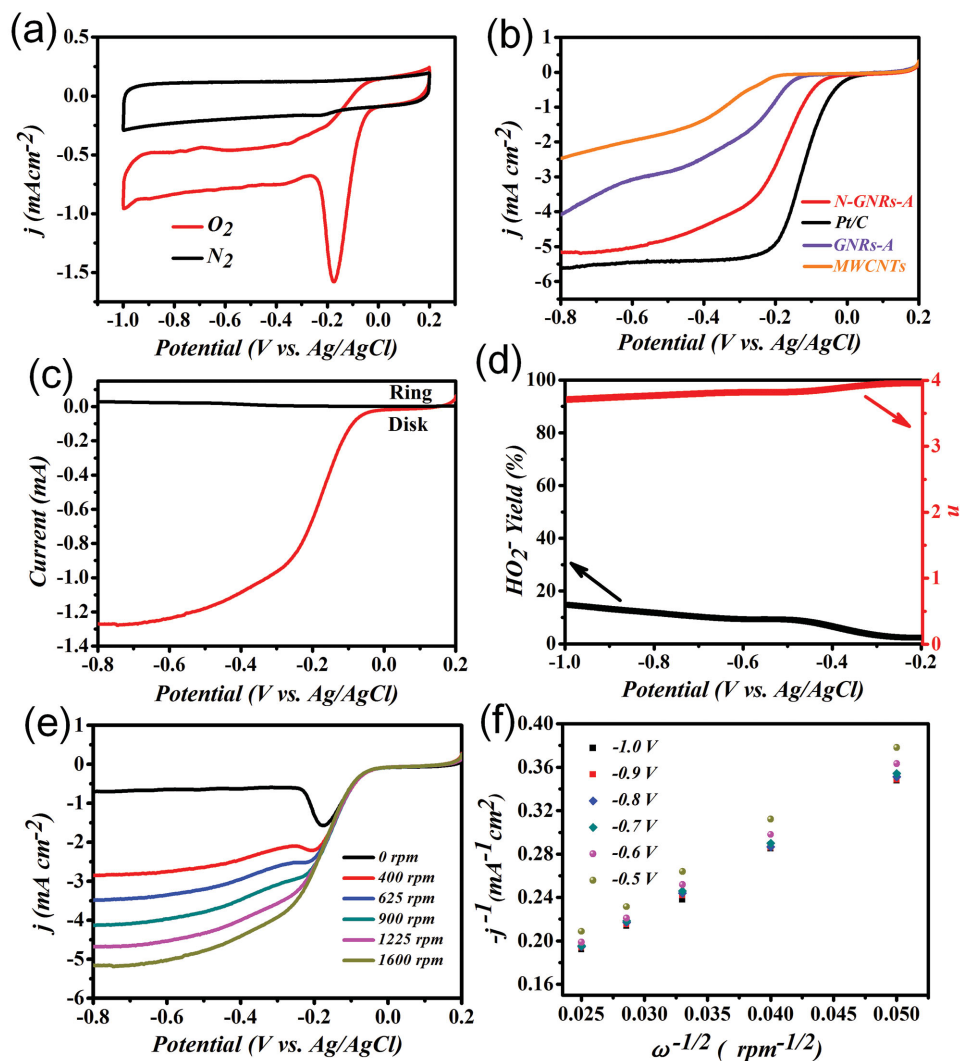 (a)
0.5
0.0
-0.5
-1.0
-1.5
j (mAcm-2)
O2
N2
-1.0 -0.8 -0.6 -0.4 -0.2 0.0 0.2
Potential (V vs. Ag/AgCl)
(b)
1
0
-1
-2
-3
-4
-5
-6
j (mA cm-2)
N-GNRs-A
Pt/C
GNRs-A
MWCNTs
-0.8 -0.6 -0.4 -0.2 0.0 0.2
Potential (V vs. Ag/AgCl)
(c)
0.0
-0.2
-0.4
-0.6
-0.8
-1.0
-1.2
-1.4
Current (mA)
Ring
Disk
-0.8 -0.6 -0.4 -0.2 0.0 0.2
Potential (V vs. Ag/AgCl)
(d)
100
80
60
40
20
0
HO2- Yield (%)
4
3
2
1
0
n
-1.0 -0.8 -0.6 -0.4 -0.2
Potential (V vs. Ag/AgCl)
(e)
1
0
-1
-2
-3
-4
-5
-6
j (mA cm-2)
0 rpm
400 rpm
625 rpm
900 rpm
1225 rpm
1600 rpm
-0.8 -0.6 -0.4 -0.2 0.0 0.2
Potential (V vs. Ag/AgCl)
(f)
0.40
0.36
0.32
0.28
0.24
0.20
0.16
-j-1(mA-1cm2)
-1.0 V
-0.9 V
-0.8 V
-0.7 V
-0.6 V
-0.5 V
0.025 0.030 0.035 0.040 0.045 0.050
ω-1/2 ( rpm-1/2)